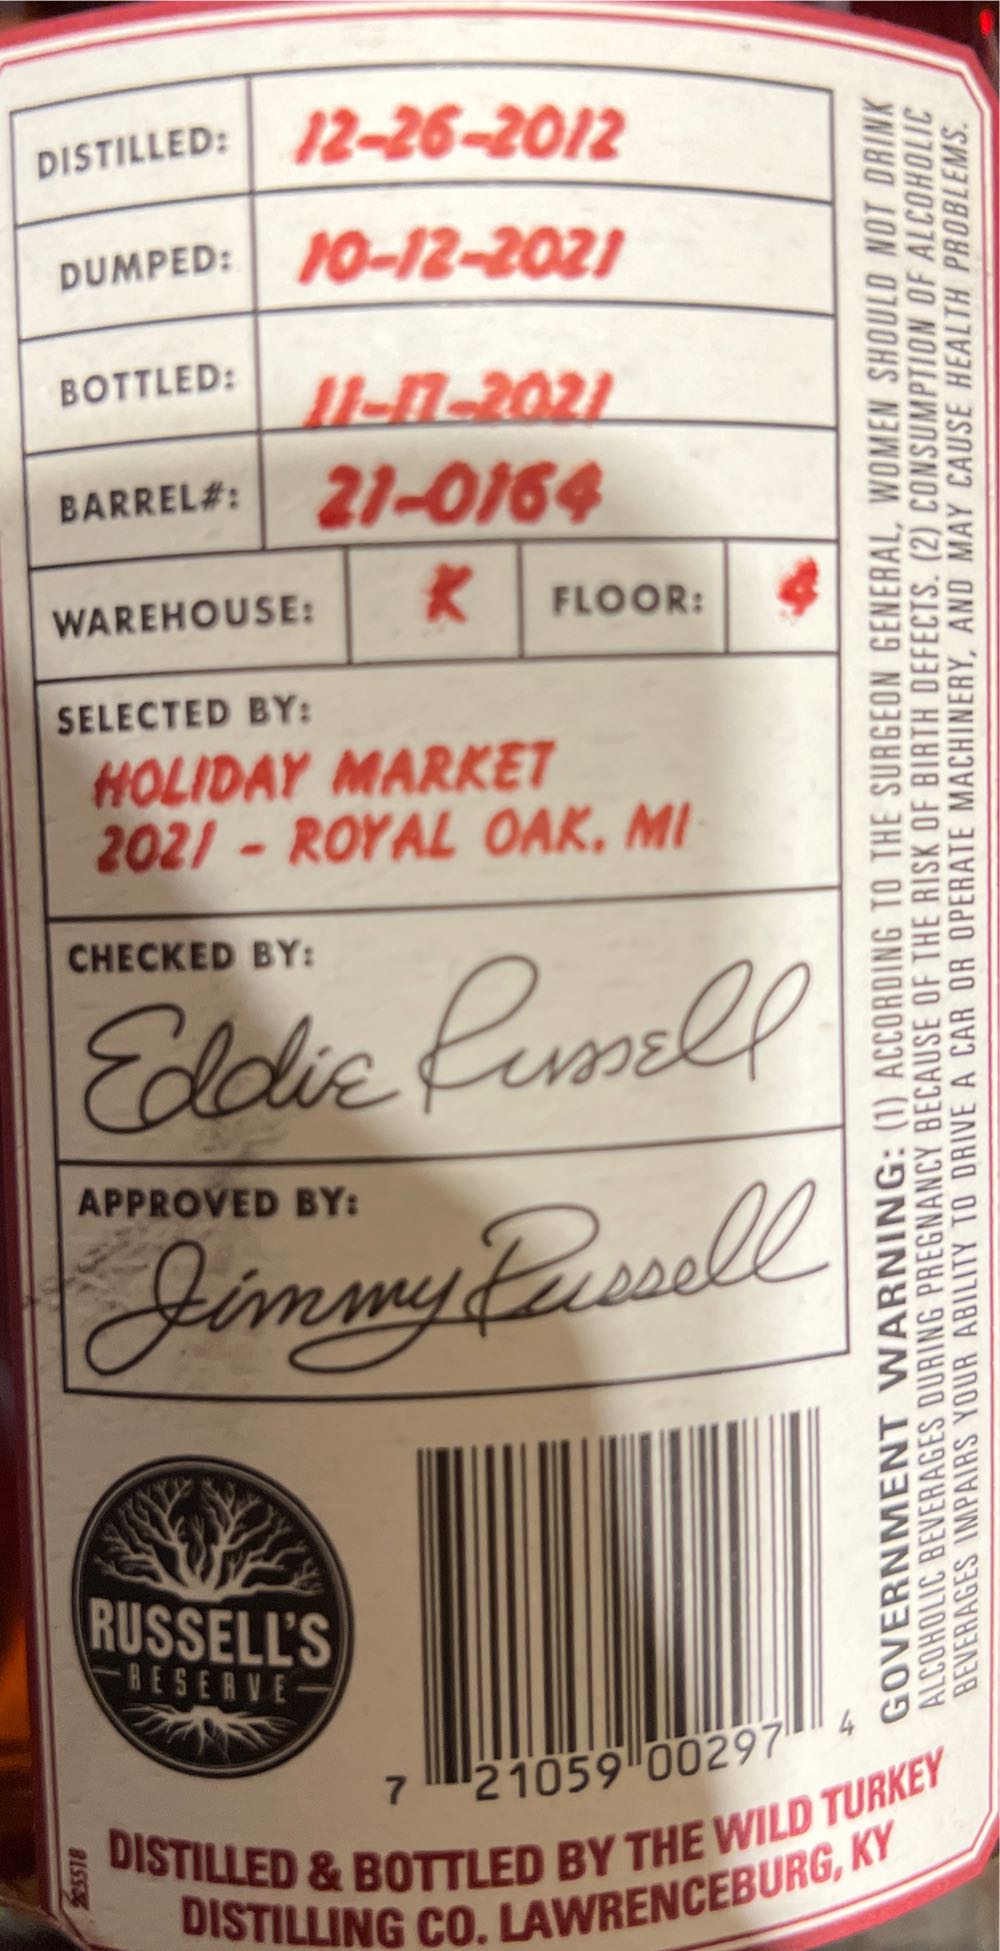 DISTILLED: 12-26-2012
DUMPED: 10-12-2021
BOTTLED: 11-17-2021
BARREL#: 21-0164
WAREHOUSE: K FLOOR: 4
SELECTED BY:
HOLIDAY MARKET
2021 - ROYAL OAK. MI
CHECKED BY:
Eddie Russell
APPROVED BY:
Jimmy Russell
RUSSELL'S
RESERVE
7 21059 00297 4
DISTILLED & BOTTLED BY THE WILD TURKEY
DISTILLING CO. LAWRENCEBURG, KY
GOVERNMENT WARNING: (1) ACCORDING TO THE SURGEON GENERAL, WOMEN SHOULD NOT DRINK
ALCOHOLIC BEVERAGES DURING PREGNANCY BECAUSE OF THE RISK OF BIRTH DEFECTS. (2) CONSUMPTION OF ALCOHOLIC
BEVERAGES IMPAIRS YOUR ABILITY TO DRIVE A CAR OR OPERATE MACHINERY, AND MAY CAUSE HEALTH PROBLEMS.